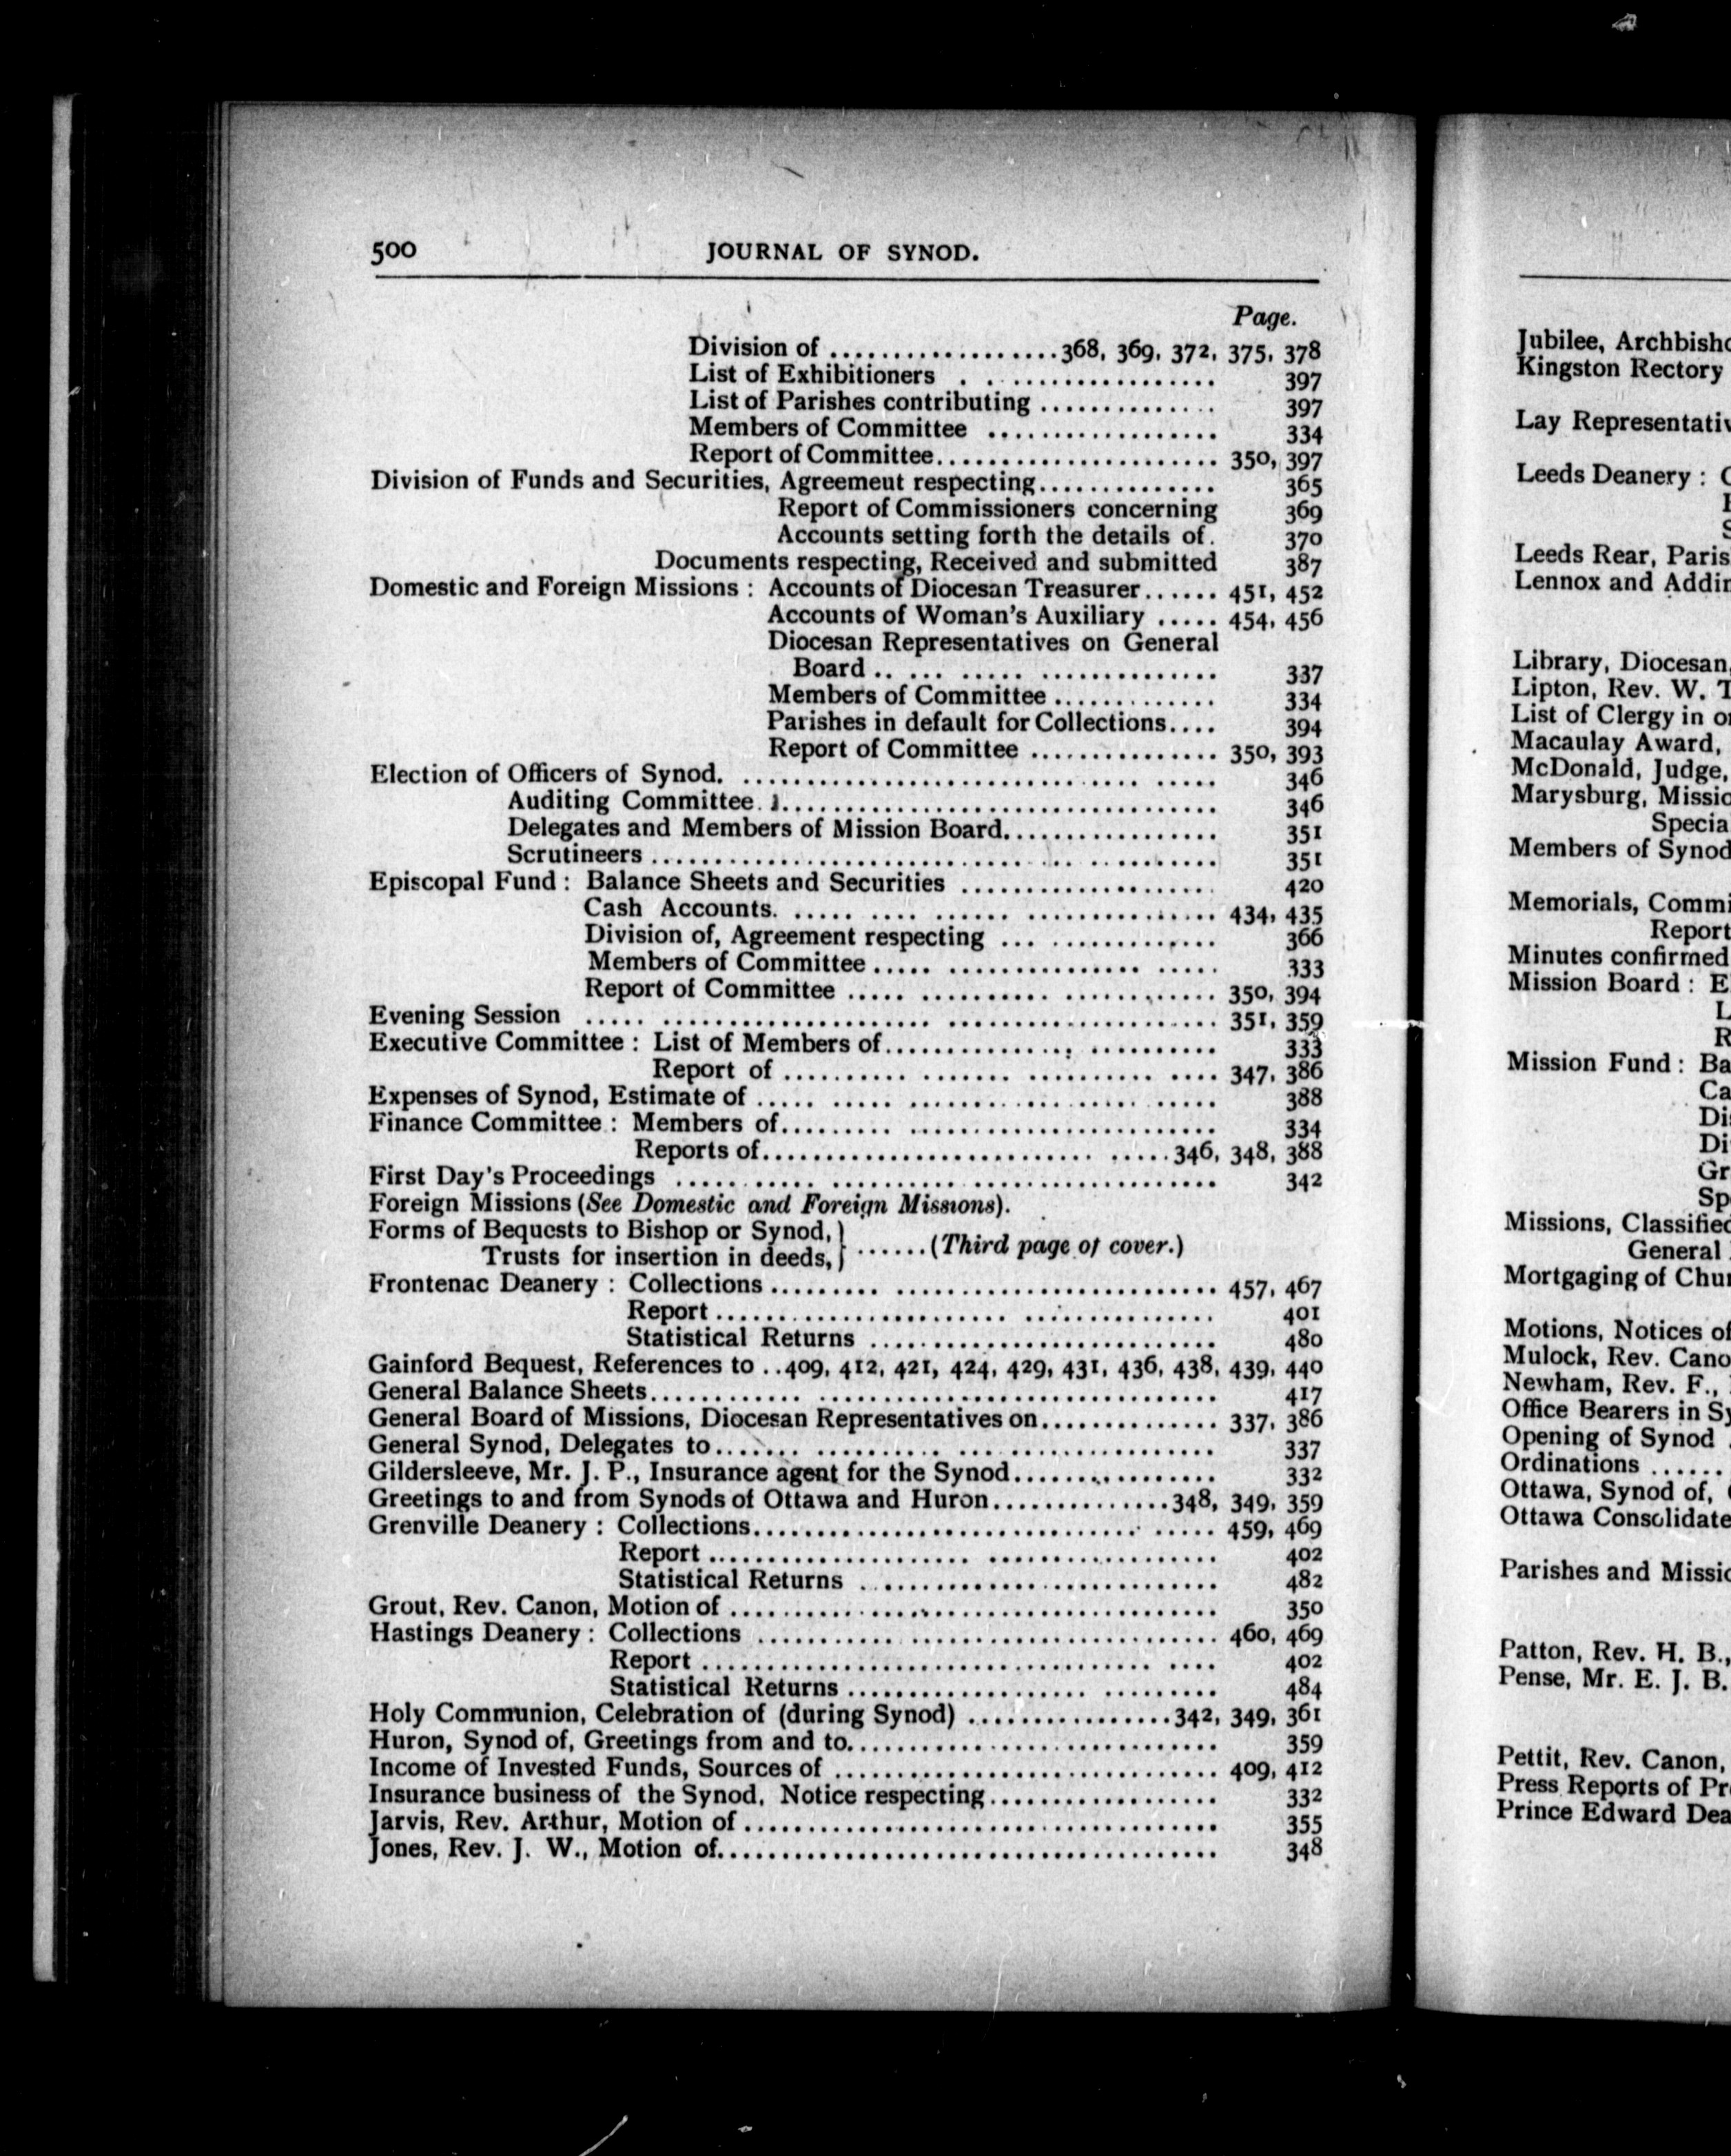 500 JOURNAL OF SYNOD.
Page.
Division of .................. 368, 369, 372, 375, 378
List of Exhibitioners . . ................ 397
List of Parishes contributing .............. 397
Members of Committee .................. 334
Report of Committee...................... 350, 397
Division of Funds and Securities, Agreement respecting.............. 365
Report of Commissioners concerning 369
Accounts setting forth the details of. 370
Documents respecting, Received and submitted 387
Domestic and Foreign Missions : Accounts of Diocesan Treasurer...... 451, 452
Accounts of Woman's Auxiliary ..... 454, 456
Diocesan Representatives on General
Board .. ... ..... .............. 337
Members of Committee ............. 334
Parishes in default for Collections.... 394
Report of Committee ............... 350, 393
Election of Officers of Synod. ............................... ..... 346
Auditing Committee. .................................. 346
Delegates and Members of Mission Board................. 351
Scrutineers ............................................. 351
Episcopal Fund : Balance Sheets and Securities .................... 420
Cash Accounts. ..... .... ...... ............... 434, 435
Division of, Agreement respecting ... ............. 366
Members of Committee ..... ............... ..... 333
Report of Committee ..... .......... ............ 350, 394
Evening Session ..... ..................... ..................... 351, 359
Executive Committee : List of Members of............... .......... 333
Report of .......... ....... .......... .... 347, 386
Expenses of Synod, Estimate of ..... ..... .................. ..... 388
Finance Committee : Members of......... ........................ 334
Reports of.......................... .....346, 348, 388
First Day's Proceedings ........... .......... ..................... 342
Foreign Missions (See Domestic and Foreign Missions).
Forms of Bequests to Bishop or Synod, }
Trusts for insertion in deeds, } ......(Third page of cover.)
Frontenac Deanery : Collections ......... .......................... 457, 467
Report ....................... ............... 401
Statistical Returns ........................... 480
Gainford Bequest, References to ..409, 412, 421, 424, 429, 431, 436, 438, 439, 440
General Balance Sheets............ ............................... 417
General Board of Missions, Diocesan Representatives on.............. 337, 386
General Synod, Delegates to....... .......... ... .................. 337
Gildersleeve, Mr. J. P., Insurance agent for the Synod................ 332
Greetings to and from Synods of Ottawa and Huron..............348, 349, 359
Grenville Deanery : Collections............................. ..... 459, 469
Report ..................... .................. 402
Statistical Returns ............................ 482
Grout, Rev. Canon, Motion of ...................................... 350
Hastings Deanery : Collections ........... ........................ 460, 469
Report .................................... .... 402
Statistical Returns ................... ......... 484
Holy Communion, Celebration of (during Synod) ................342, 349, 361
Huron, Synod of, Greetings from and to............................. 359
Income of Invested Funds, Sources of .............................. 409, 412
Insurance business of the Synod, Notice respecting.................. 332
Jarvis, Rev. Arthur, Motion of ..................................... 355
Jones, Rev. J. W., Motion of....................................... 348
Jubilee,
Kingston Rectory
Lay
Leeds Deanery :
Leeds Rear,
Lennox and
Library, Diocesan,
Lipton, Rev. W.
List of Clergy in
Macaulay Award,
McDonald, Judge,
Marysburg,
Members of Synod
Memorials,
Report
Minutes confirmed
Mission Board :
Mission Fund :
Missions,
General
Mortgaging of
Motions, Notices of
Mulock, Rev.
Newham, Rev. F.,
Office Bearers in
Opening of Synod
Ordinations ......
Ottawa, Synod of,
Ottawa
Parishes and
Patton, Rev. H. B.,
Pense, Mr. E. J. B.
Pettit, Rev. Canon,
Press Reports of
Prince Edward